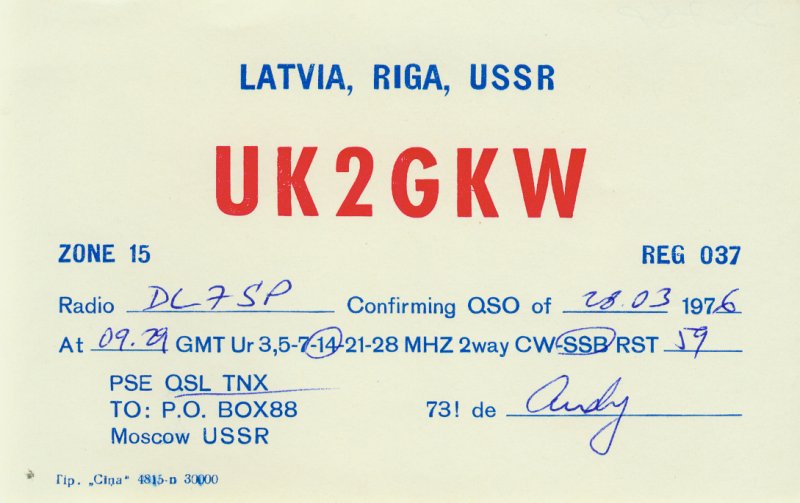 LATVIA, RIGA, USSR
UK2GKW
ZONE 15 REG 037
Radio DL7SP Confirming QSO of 28.03 1976
At 09.29 GMT Ur 3,5-7-14-21-28 MHZ 2way CW-SSB RST 59
PSE QSL TNX
TO: P.O. BOX88 73! de Andy
Moscow USSR
Tip. „Cīņa" 4815-n 30000